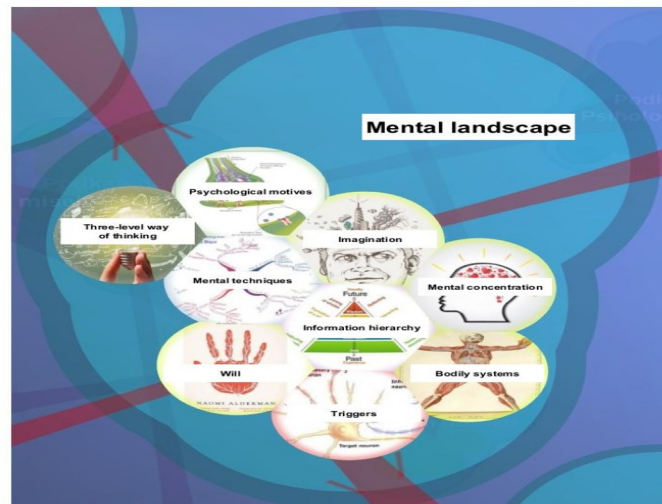 Mental landscape
Psychological motives
Three-level way
of thinking
Imagination
Mental techniques
Mental concentration
Future
Information hierarchy
Past
Will
NAOMI ALDERMAN
Bodily systems
Triggers
Target neuron